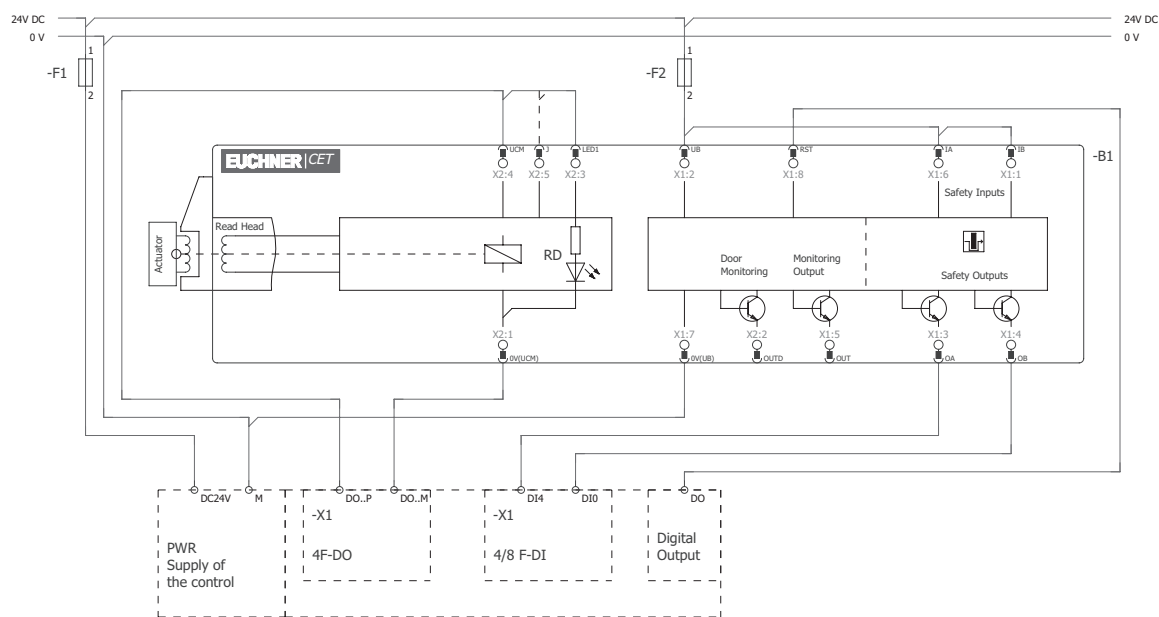 24V DC
24V DC
0 V
0 V
1
1
-F1
-F2
2
2
EUCHNER CET
UCM
J
LED1
UB
RST
IA
IB
-B1
X2:4
X2:5
X2:3
X1:2
X1:8
X1:6
X1:1
Safety Inputs
Actuator
Read Head
RD
Door
Monitoring
Monitoring
Output
Safety Outputs
X2:1
X1:7
X2:2
X1:5
X1:3
X1:4
0V(UCM)
0V(UB)
OUTD
OUT
OA
OB
DC24V
M
DO..P
DO..M
DI4
DI0
DO
-X1
4F-DO
-X1
4/8 F-DI
Digital
Output
PWR
Supply of
the control